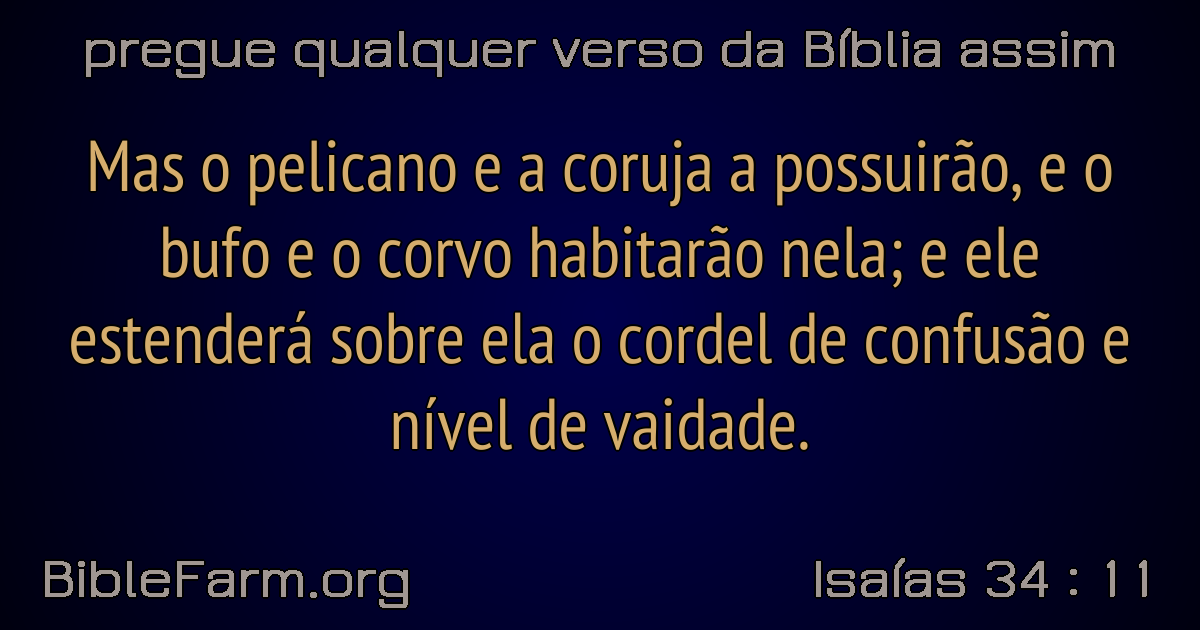 pregue qualquer verso da Bíblia assim
Mas o pelicano e a coruja a possuirão, e o
bufo e o corvo habitarão nela; e ele
estenderá sobre ela o cordel de confusão e
nível de vaidade.
BibleFarm.org
Isaías 34 : 11